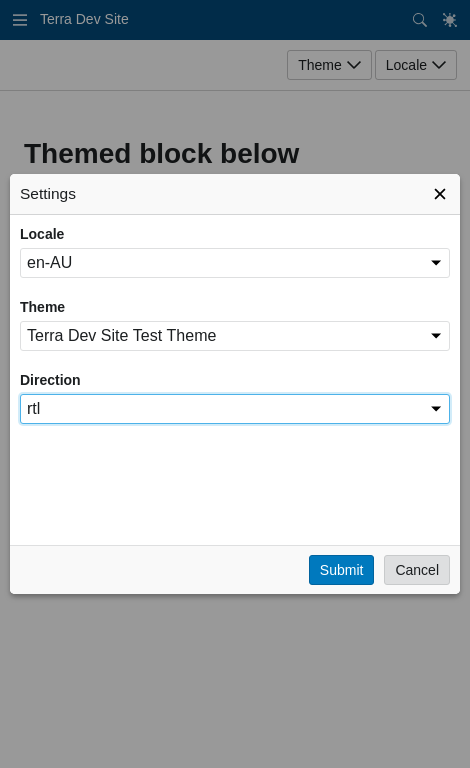 Terra Dev Site
Theme Locale
Themed block below
Settings
Locale
en-AU
Theme
Terra Dev Site Test Theme
Direction
rtl
Submit Cancel